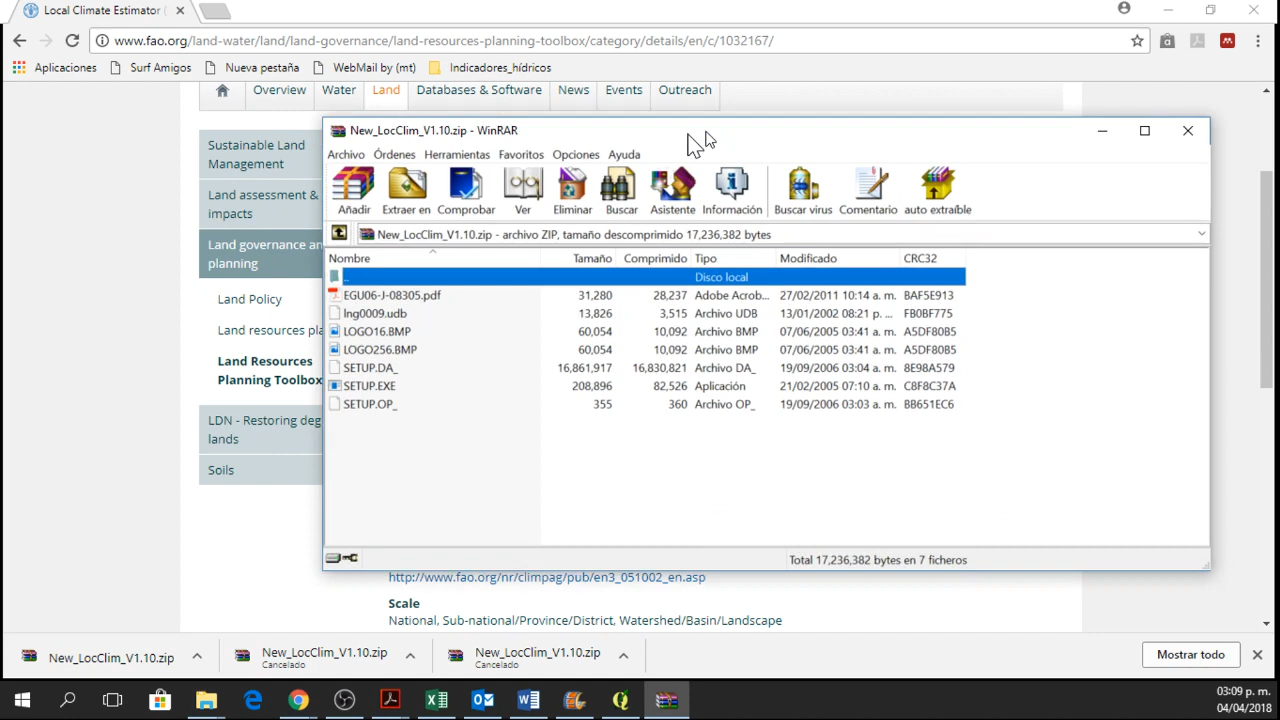 Local Climate Estimator (
www.fao.org/land-water/land/land-governance/land-resources-planning-toolbox/category/details/en/c/1032167/
Aplicaciones Surf Amigos Nueva pestaña WebMail by (mt) Indicadores_hídricos
Overview Water Land Databases & Software News Events Outreach
Sustainable Land
Management
Land assessment &
impacts
Land governance an
planning
Land Policy
Land resources pla
Land Resources
Planning Toolbox
LDN - Restoring deg
lands
Soils
New_LocClim_V1.10.zip - WinRAR
Archivo Órdenes Herramientas Favoritos Opciones Ayuda
Añadir Extraer en Comprobar Ver Eliminar Buscar Asistente Información Buscar virus Comentario auto extraíble
New_LocClim_V1.10.zip - archivo ZIP, tamaño descomprimido 17,236,382 bytes
Nombre Tamaño Comprimido Tipo Modificado CRC32
.. Disco local
EGU06-J-08305.pdf 31,280 28,237 Adobe Acrob... 27/02/2011 10:14 a. m. BAF5E913
lng0009.udb 13,826 3,515 Archivo UDB 13/01/2002 08:21 p. ... FB0BF775
LOGO16.BMP 60,054 10,092 Archivo BMP 07/06/2005 03:41 a. m. A5DF80B5
LOGO256.BMP 60,054 10,092 Archivo BMP 07/06/2005 03:41 a. m. A5DF80B5
SETUP.DA_ 16,861,917 16,830,821 Archivo DA_ 19/09/2006 03:04 a. m. 8E98A579
SETUP.EXE 208,896 82,526 Aplicación 21/02/2005 07:10 a. m. C8F8C37A
SETUP.OP_ 355 360 Archivo OP_ 19/09/2006 03:03 a. m. BB651EC6
Total 17,236,382 bytes en 7 ficheros
http://www.fao.org/nr/climpag/pub/en3_051002_en.asp
Scale
National, Sub-national/Province/District, Watershed/Basin/Landscape
New_LocClim_V1.10.zip
New_LocClim_V1.10.zip
Cancelado
New_LocClim_V1.10.zip
Cancelado
Mostrar todo
03:09 p. m.
04/04/2018